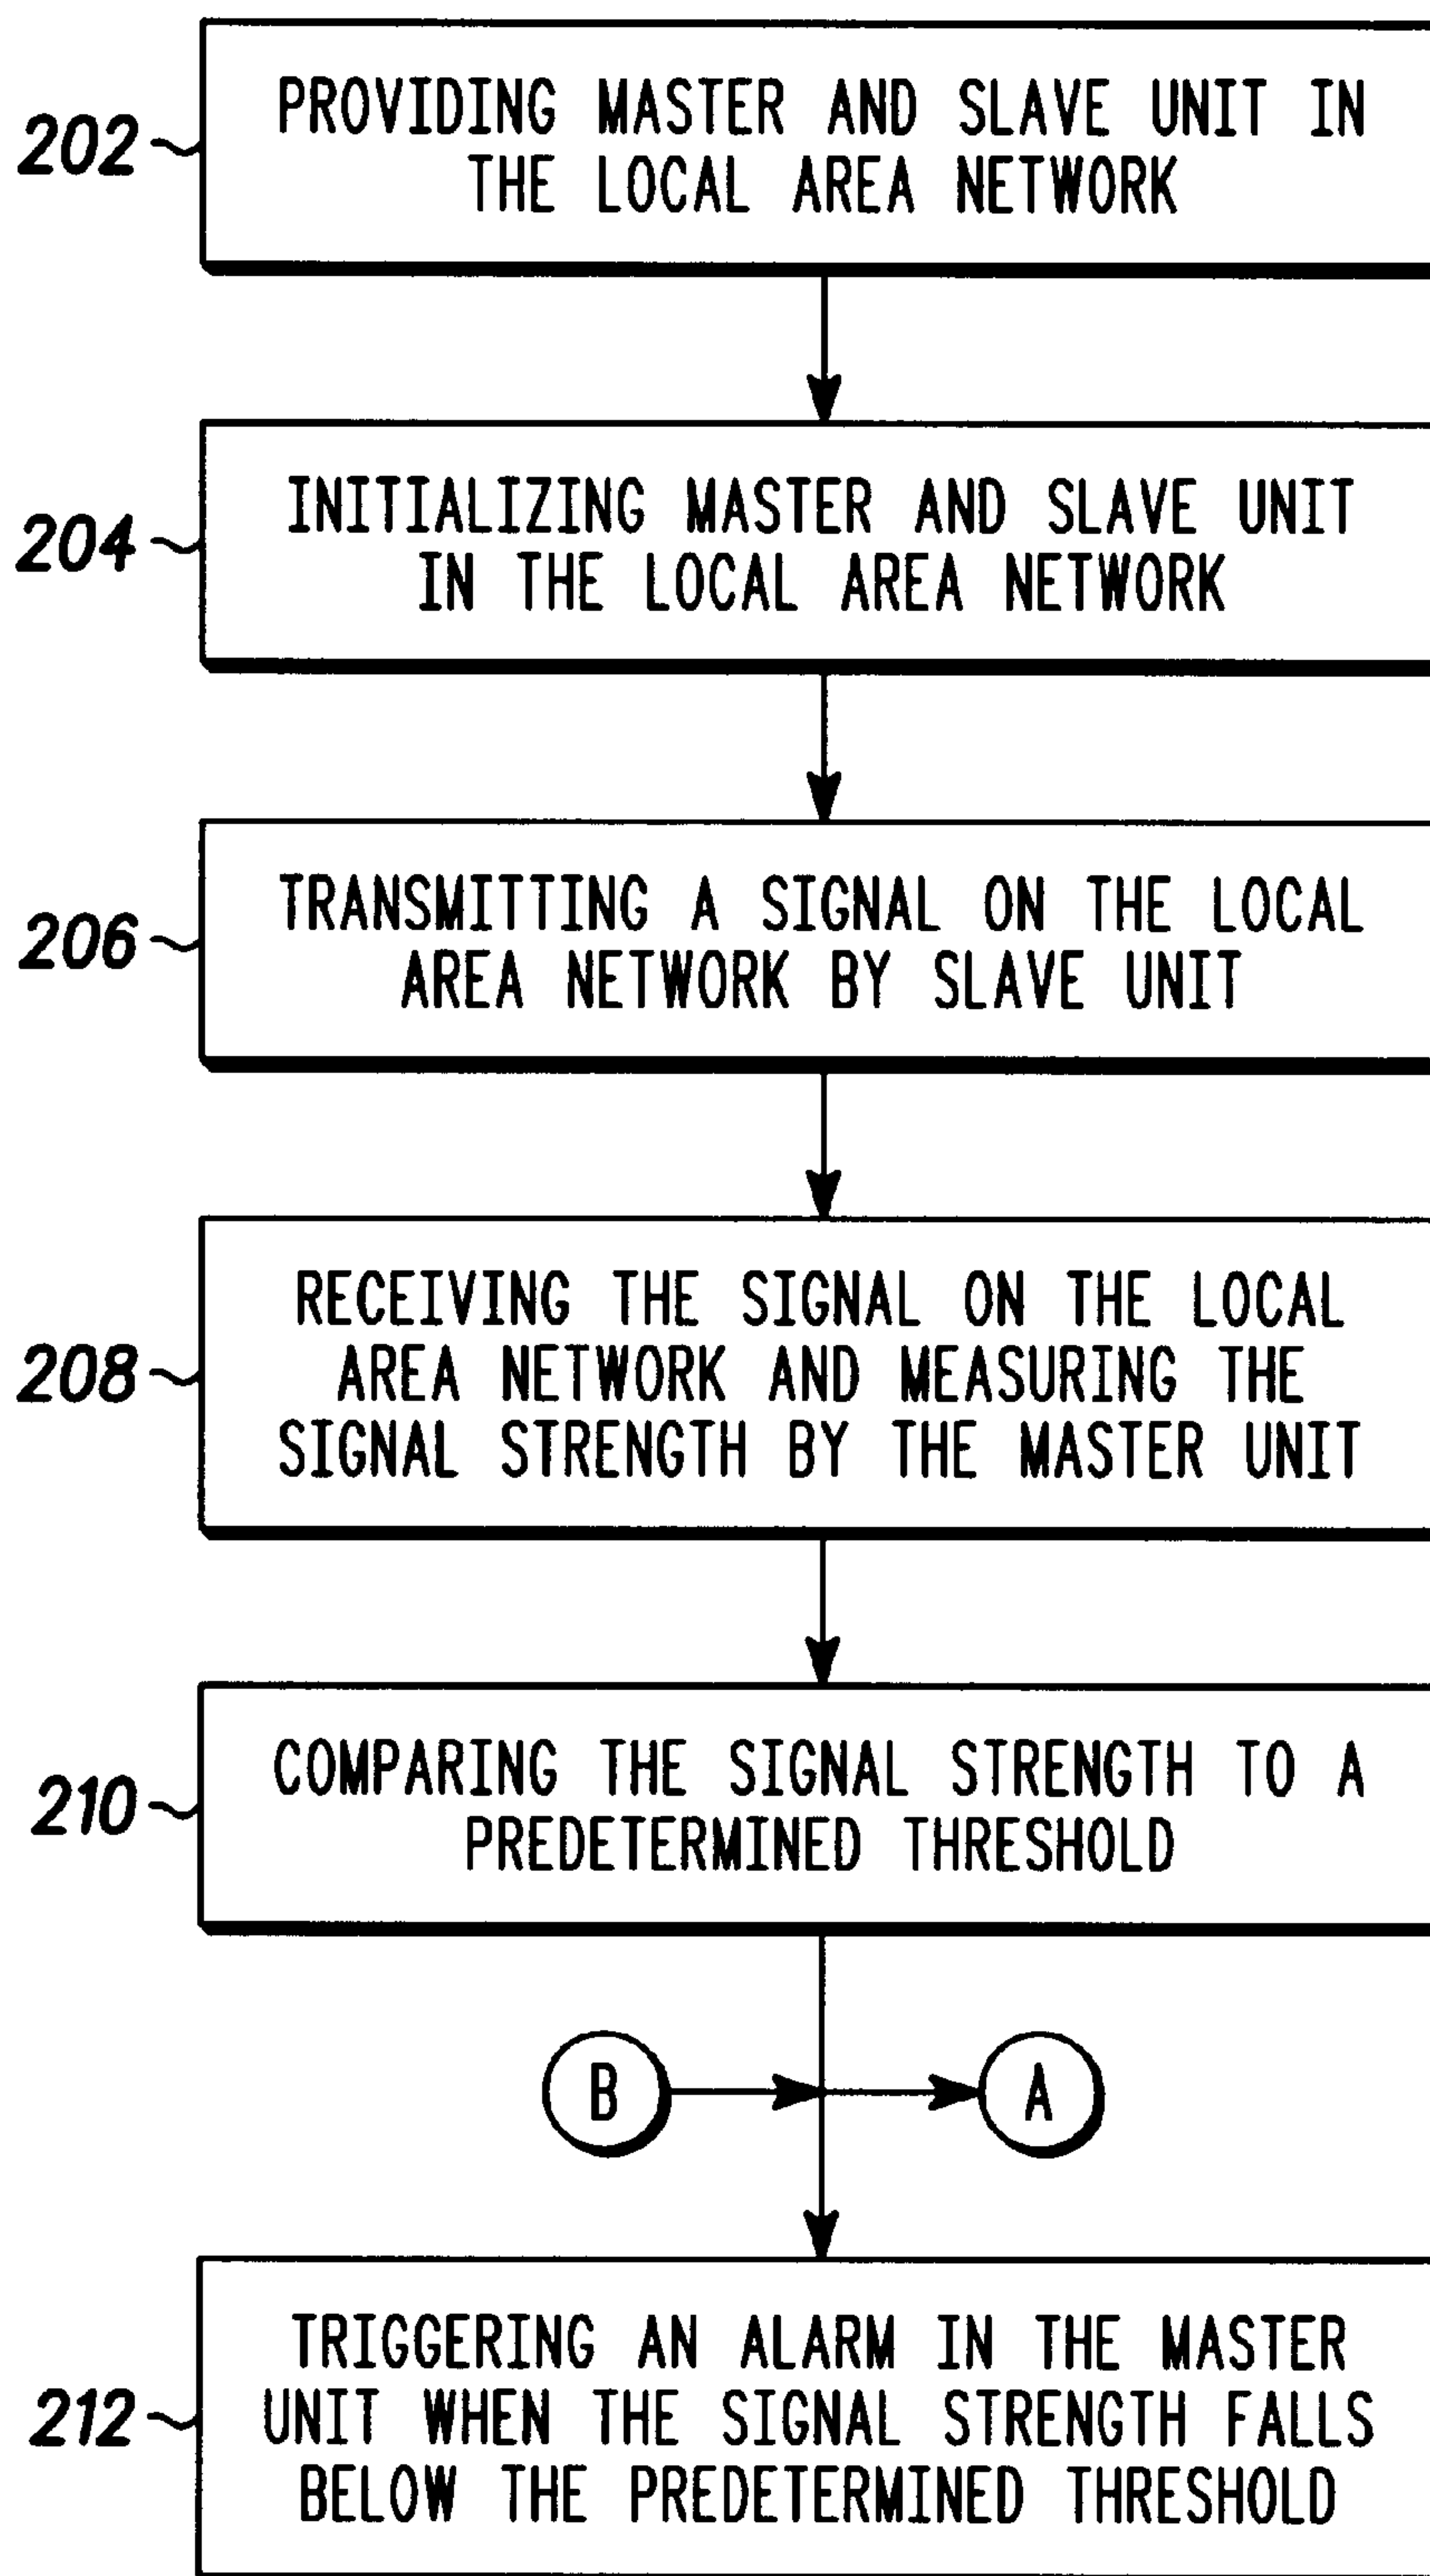 202
PROVIDING MASTER AND SLAVE UNIT IN
THE LOCAL AREA NETWORK
204
INITIALIZING MASTER AND SLAVE UNIT
IN THE LOCAL AREA NETWORK
206
TRANSMITTING A SIGNAL ON THE LOCAL
AREA NETWORK BY SLAVE UNIT
208
RECEIVING THE SIGNAL ON THE LOCAL
AREA NETWORK AND MEASURING THE
SIGNAL STRENGTH BY THE MASTER UNIT
210
COMPARING THE SIGNAL STRENGTH TO A
PREDETERMINED THRESHOLD
B
A
212
TRIGGERING AN ALARM IN THE MASTER
UNIT WHEN THE SIGNAL STRENGTH FALLS
BELOW THE PREDETERMINED THRESHOLD